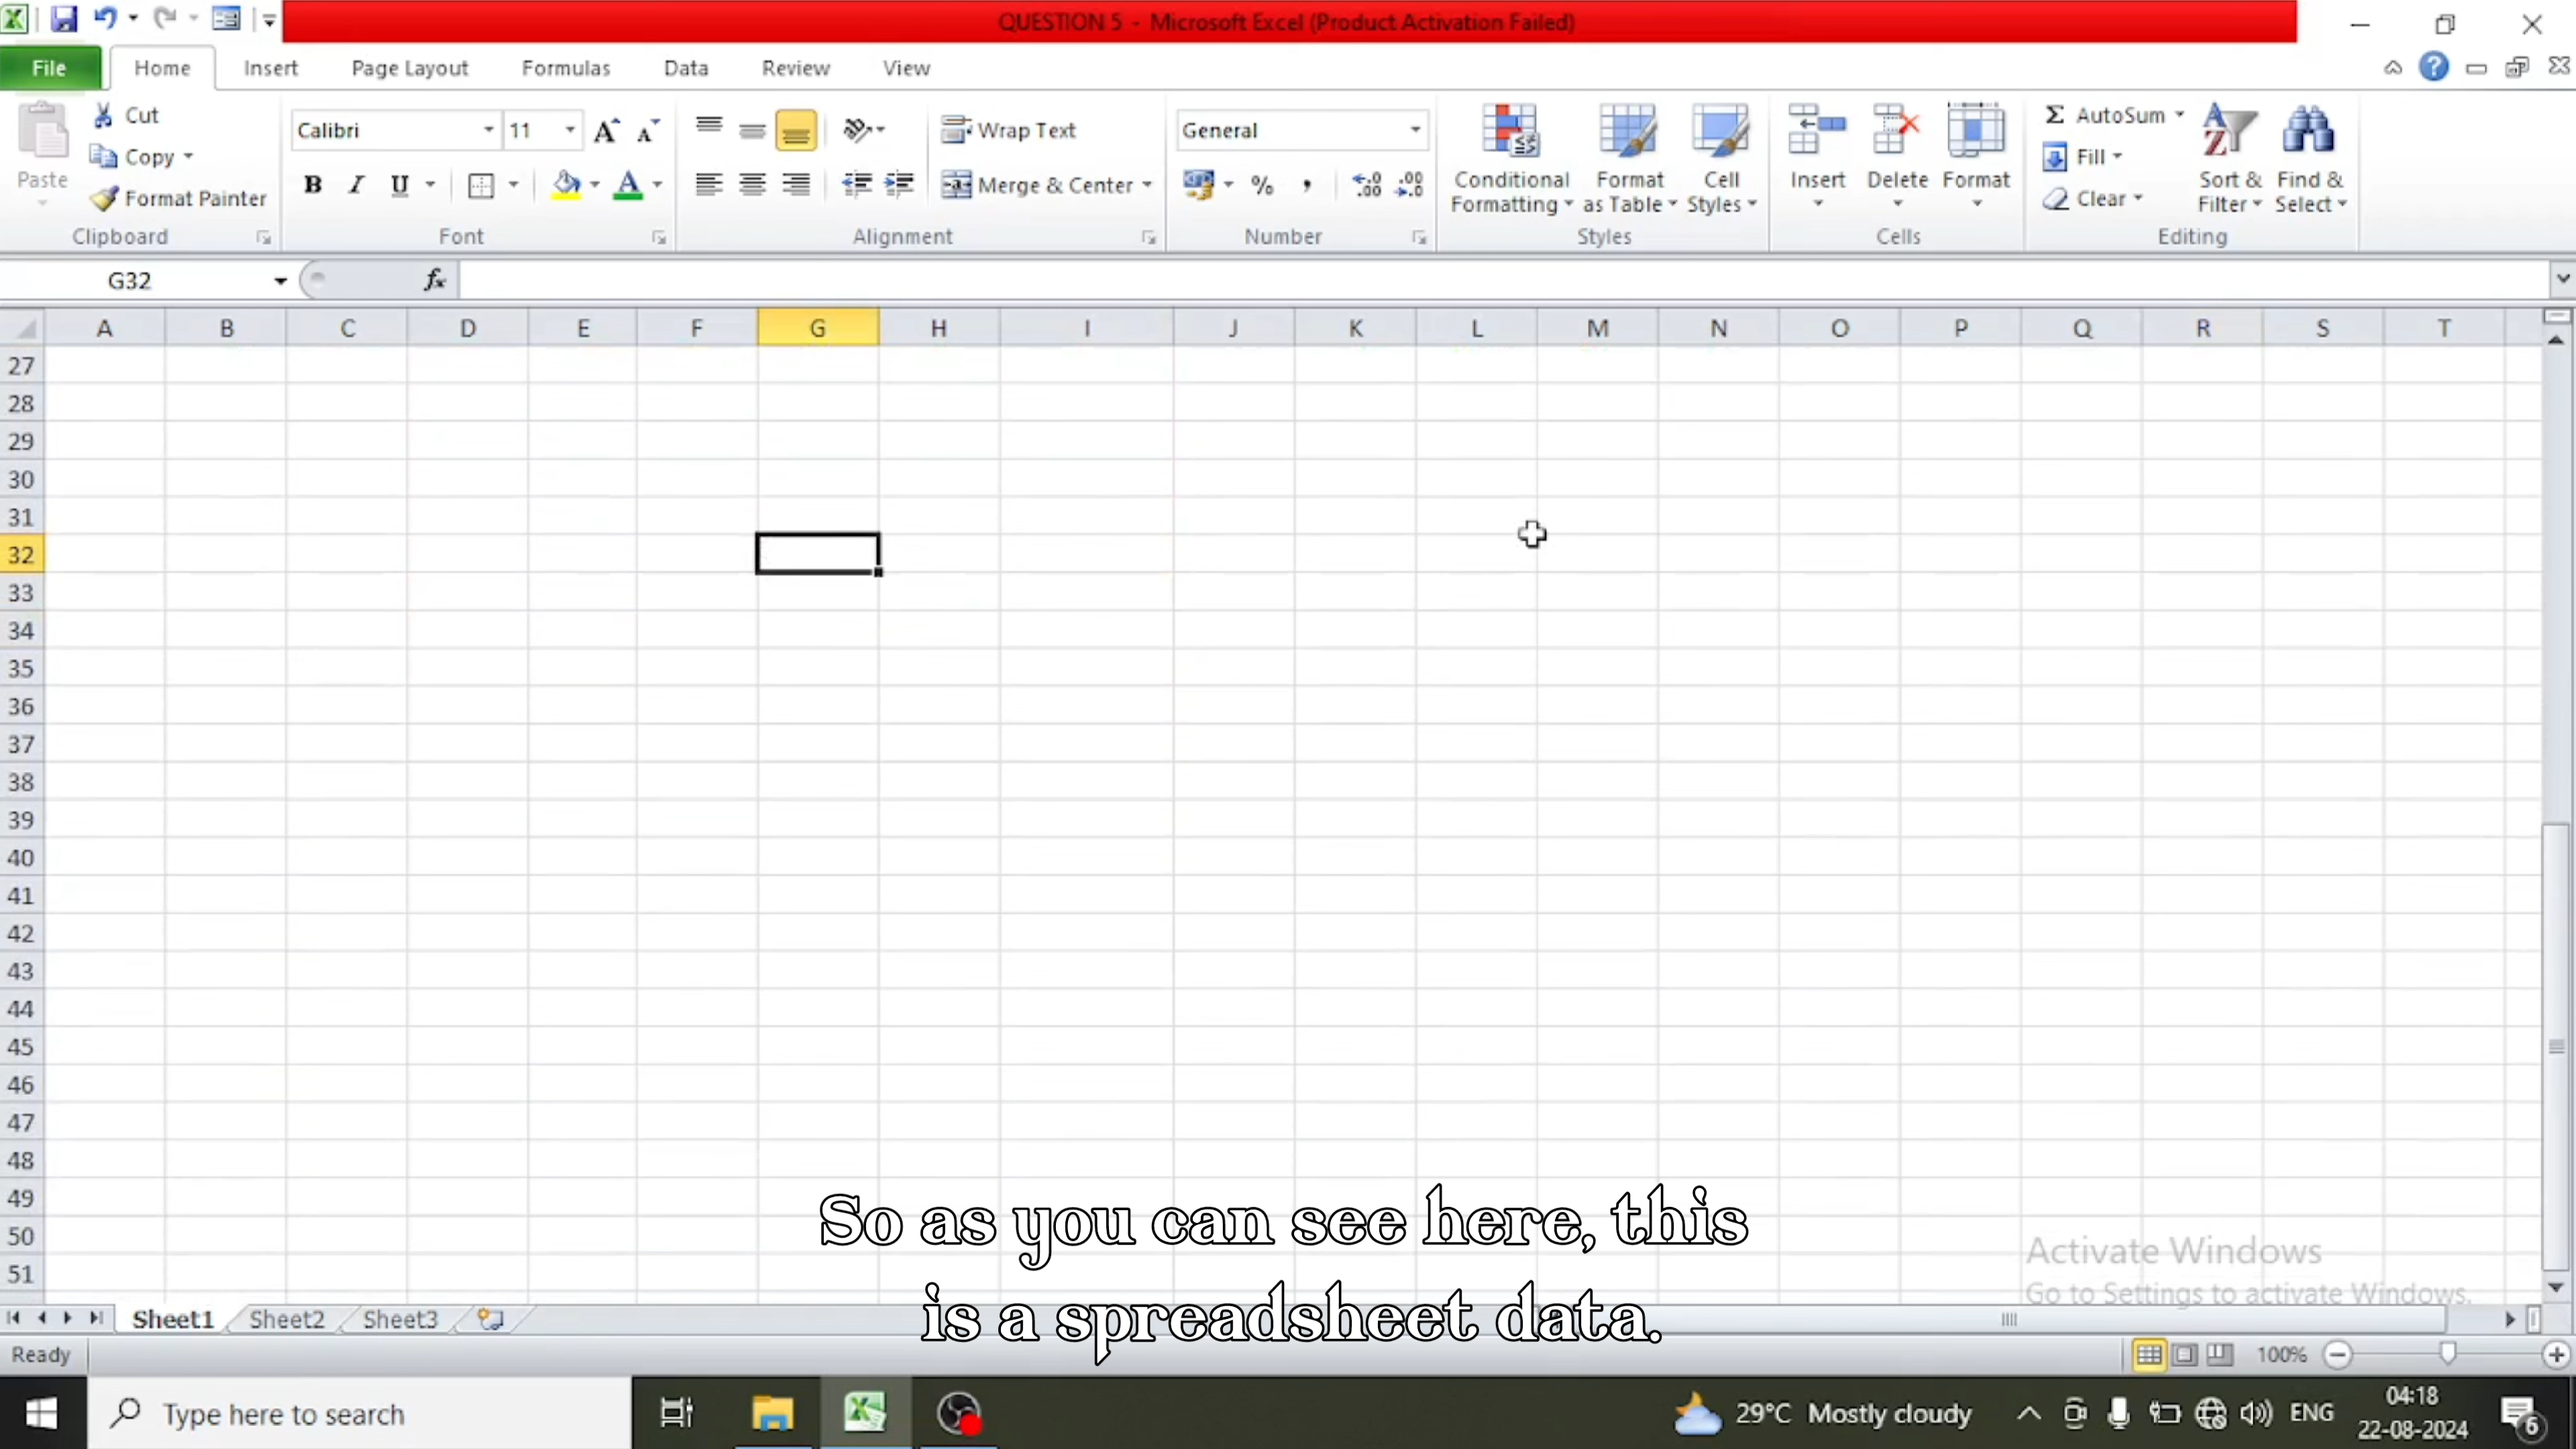 QUESTION 5 - Microsoft Excel (Product Activation Failed)
File Home Insert Page Layout Formulas Data Review View
Paste
Cut
Copy
Format Painter
Clipboard
Calibri 11
B I U
Font
Wrap Text
Merge & Center
Alignment
General
% , .0 .00 .00 .0
Number
Conditional Formatting
Format as Table
Cell Styles
Styles
Insert Delete Format
Cells
Σ AutoSum
Fill
Clear
Sort & Filter
Find & Select
Editing
G32 fx
A B C D E F G H I J K L M N O P Q R S T
27
28
29
30
31
32
33
34
35
36
37
38
39
40
41
42
43
44
45
46
47
48
49
50
51
So as you can see here, this
is a spreadsheet data.
Activate Windows
Go to Settings to activate Windows.
Sheet1 Sheet2 Sheet3
Ready 100%
Type here to search
29°C Mostly cloudy ENG
04:18
22-08-2024
6